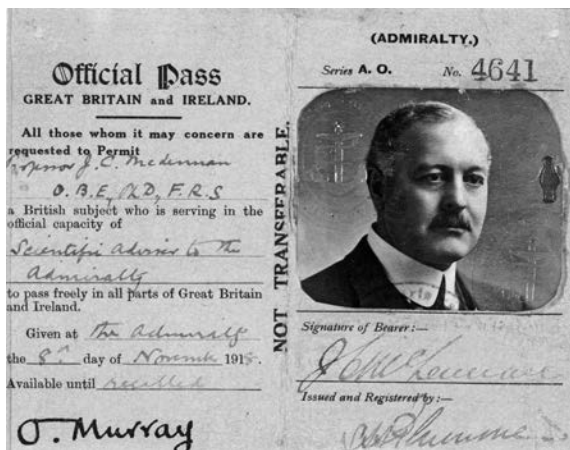 Official Pass
GREAT BRITAIN and IRELAND.
All those whom it may concern are
requested to Permit
Professor J.C. McLennan
O.B.E, PhD, F.R.S
a British subject who is serving in the
official capacity of
Scientific Adviser to the
Admiralty
to pass freely in all parts of Great Britain
and Ireland.
Given at the Admiralty
the 8th day of November 1918.
Available until recalled
O. Murray
NOT TRANSFERABLE.
(ADMIRALTY.)
Series A. O. No. 4641
Signature of Bearer:—
J C McLennan
Issued and Registered by:—